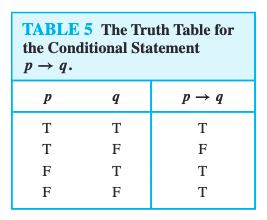 TABLE 5 The Truth Table for
the Conditional Statement
p → q.
p q p → q
T T T
T F F
F T T
F F T